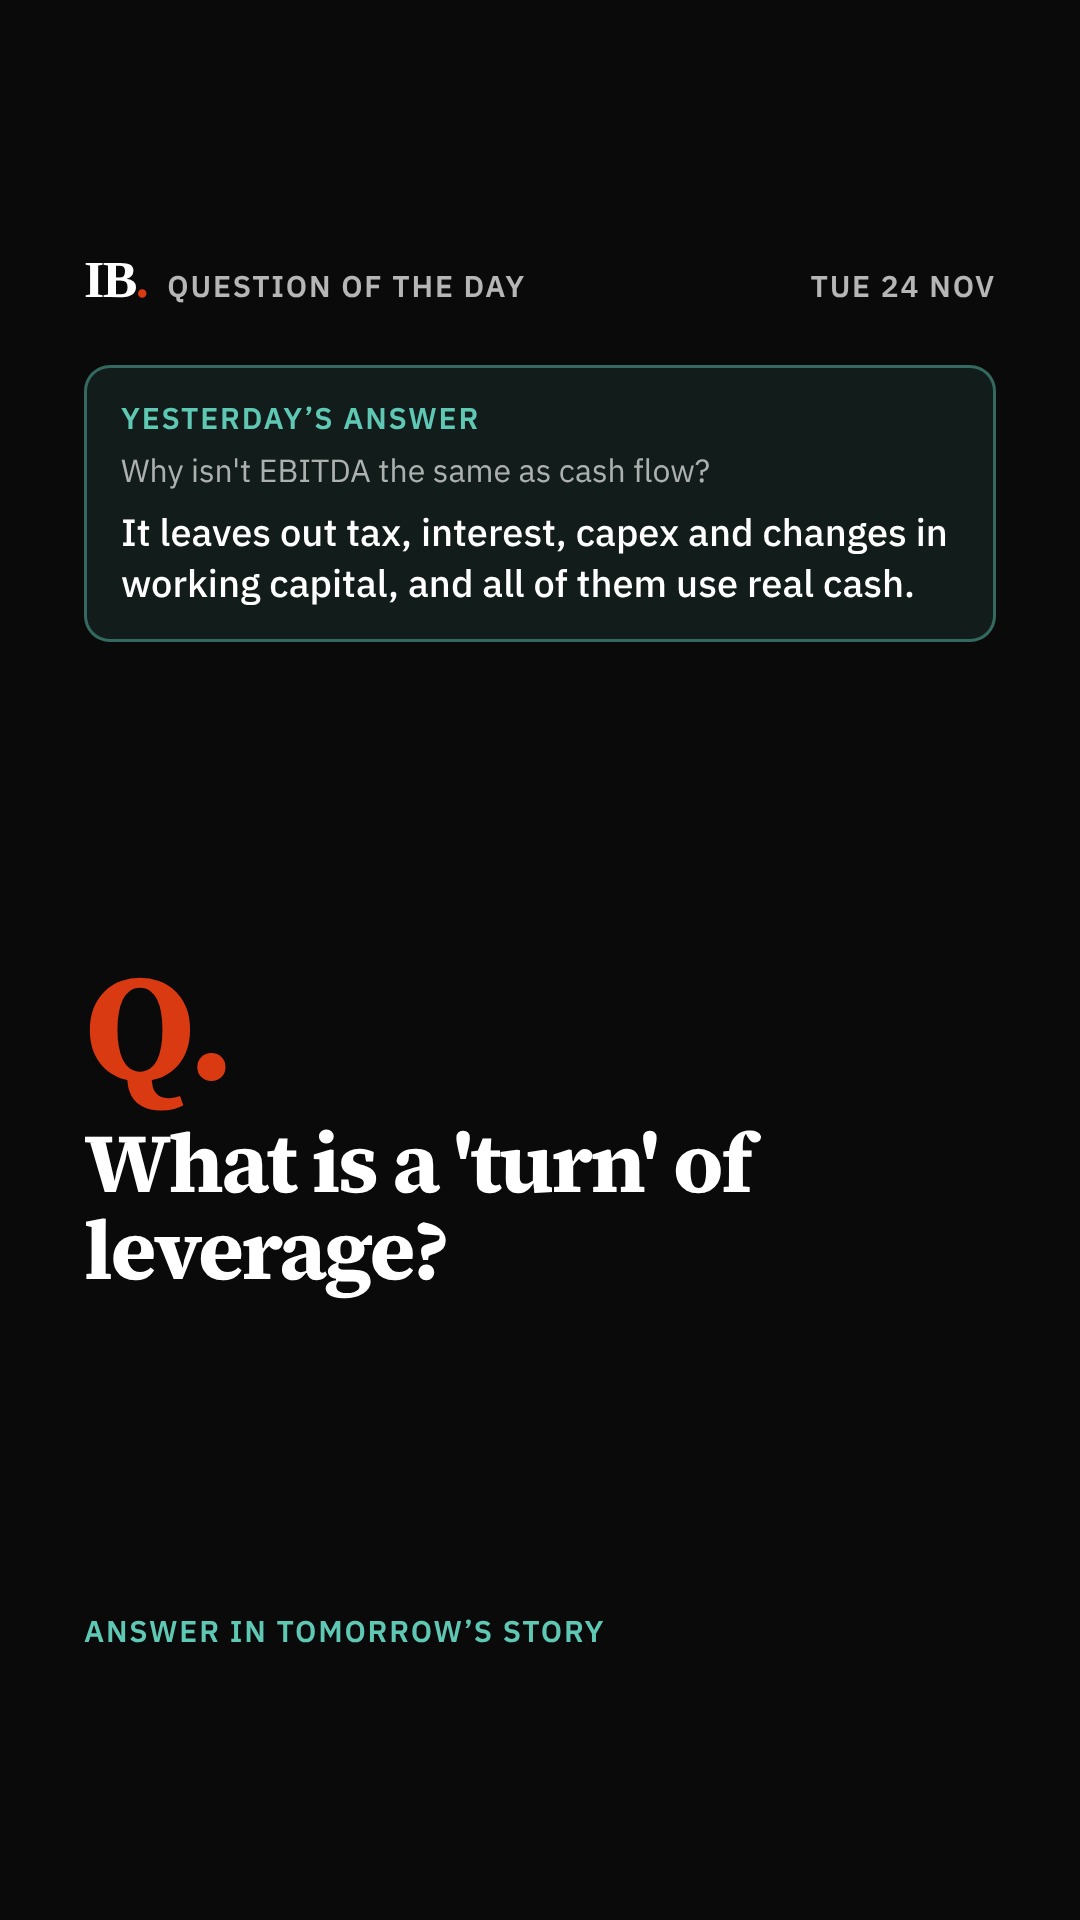 IB. QUESTION OF THE DAY TUE 24 NOV
YESTERDAY’S ANSWER
Why isn't EBITDA the same as cash flow?
It leaves out tax, interest, capex and changes in
working capital, and all of them use real cash.
Q.
What is a 'turn' of
leverage?
ANSWER IN TOMORROW’S STORY